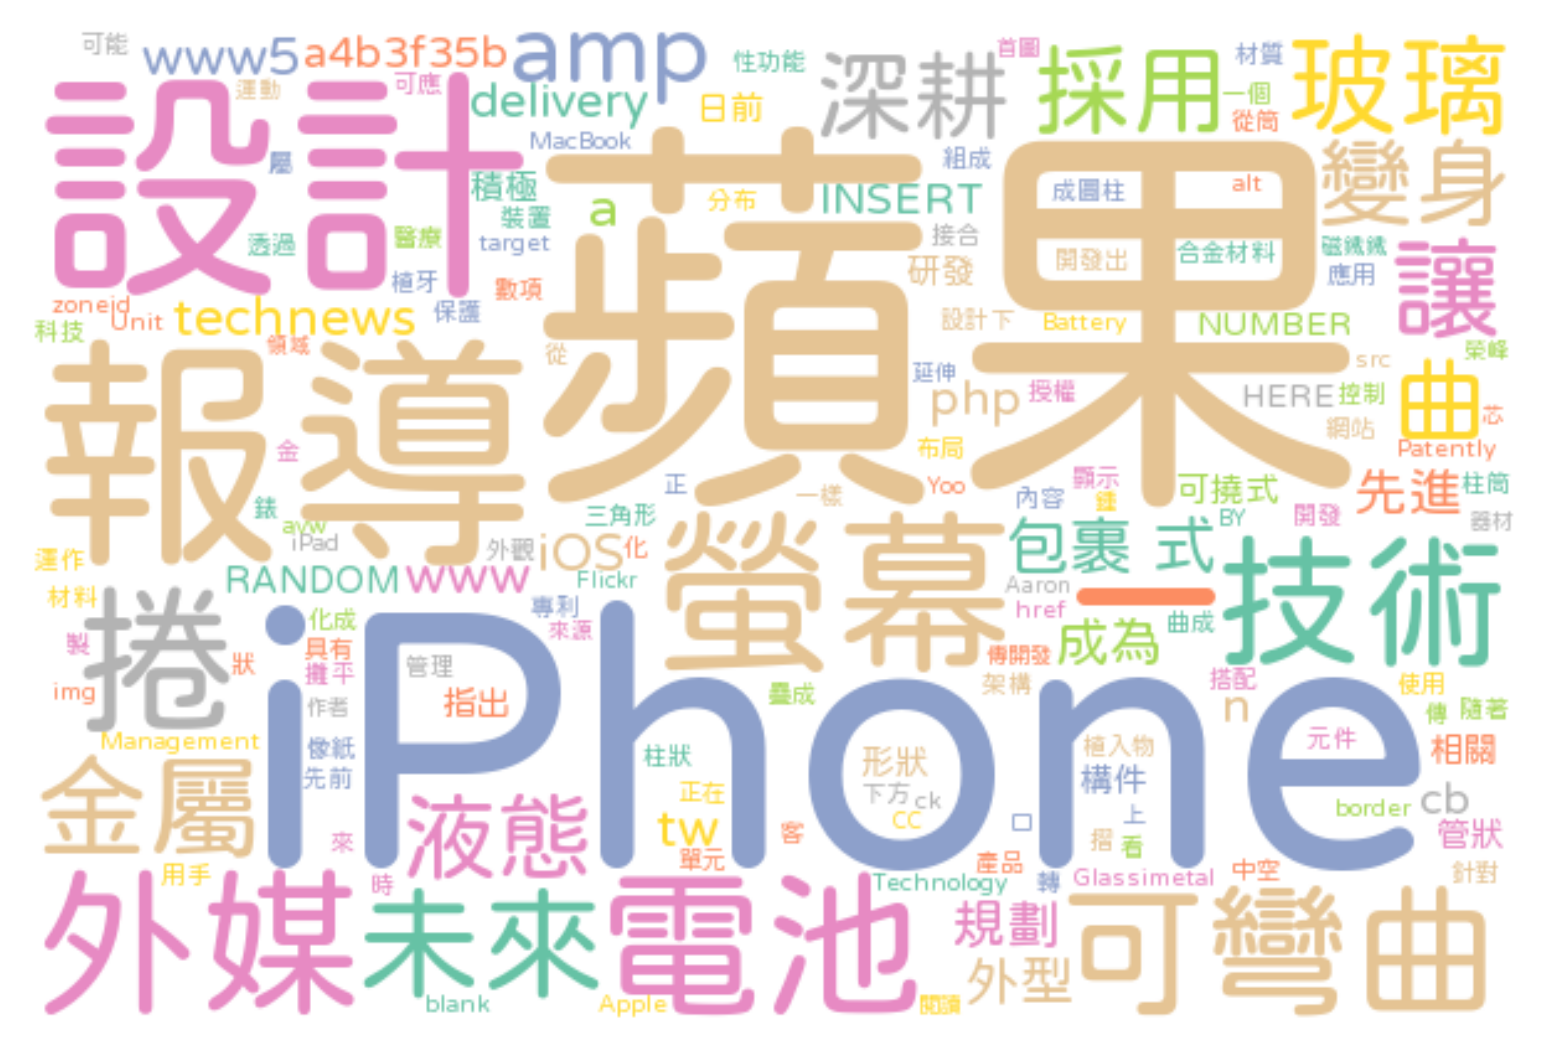 可能
www5
a4b3f35b
amp
性功能
深耕
首圖
採用
材質
玻璃
設計
運動
可應
delivery
日前
一個
從筒
MacBook
蘋果
組成
變身
屬
積極
a
分布
INSERT
成圓柱
alt
裝置
透過
醫療
target
接合
開發出
合金材料
磁鐵鐵
讓
植牙
數項
研發
應用
zoneid
Unit
technews
保護
設計下
Battery
NUMBER
科技
領域
從
延伸
榮峰
src
報導
php
授權
HERE
控制
曲
芯
網站
金
布局
Patently
正
Yoo
一樣
內容
顯示
可撓式
先進
柱筒
錶
三角形
鍾
BY
開發
器材
avw
iPad
外觀
iOS
化
螢幕
包裹
式
技術
運作
RANDOM
www
Flickr
Aaron
材料
捲
化成
專利
href
一
曲成
製
具有
來源
成為
狀
攤平
iPhone
管理
傳開發
架構
搭配
使用
img
作者
指出
疊成
n
傳
隨著
Management
像紙
柱狀
形狀
植入物
元件
相關
金屬
先前
正在
下方
ck
構件
border
cb
液態
tw
cc
口
上
管狀
來
客
摺
看
用手
單元
產品
中空
針對
外媒
時
Technology
轉
Glassimetal
未來
電池
規劃
可彎曲
外型
blank
Apple
閱讀